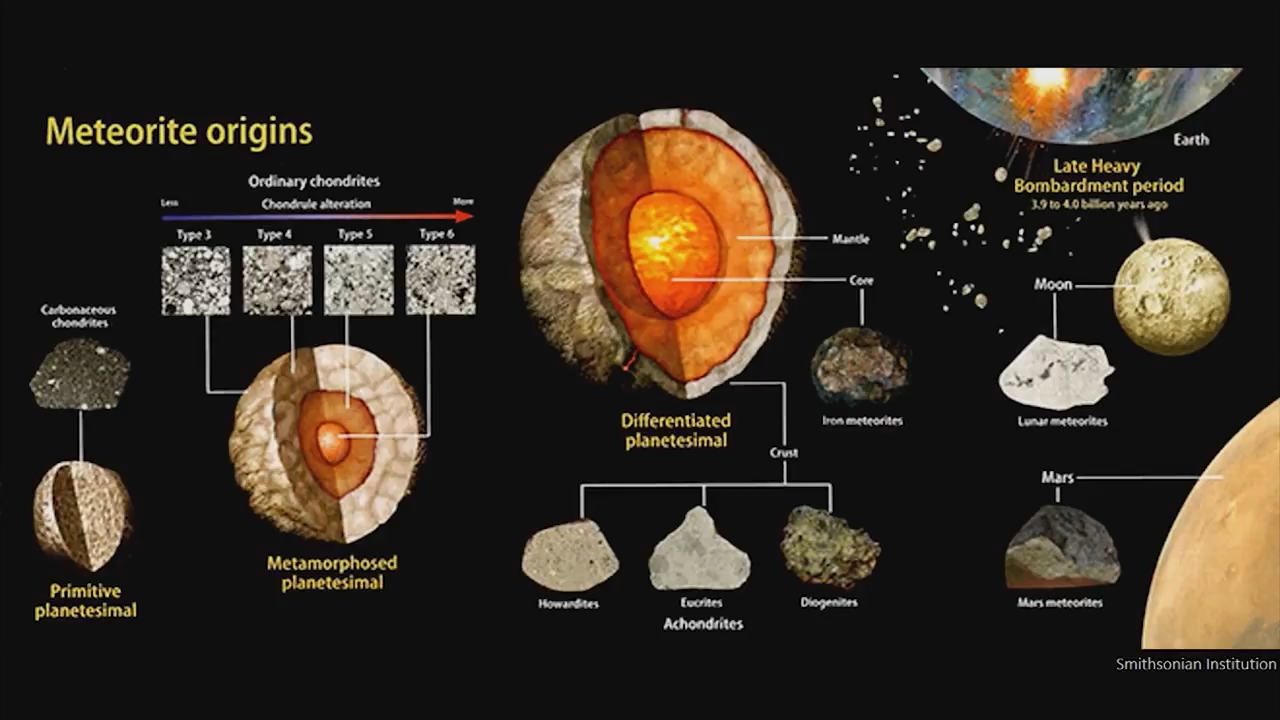 Meteorite origins
Ordinary chondrites
Less
Chondrule alteration
More
Type 3
Type 4
Type 5
Type 6
Carbonaceous
chondrites
Primitive
planetesimal
Metamorphosed
planetesimal
Mantle
Core
Iron meteorites
Differentiated
planetesimal
Crust
Howardites
Eucrites
Diogenites
Achondrites
Earth
Late Heavy
Bombardment period
3.9 to 4.0 billion years ago
Moon
Lunar meteorites
Mars
Mars meteorites
Smithsonian Institution